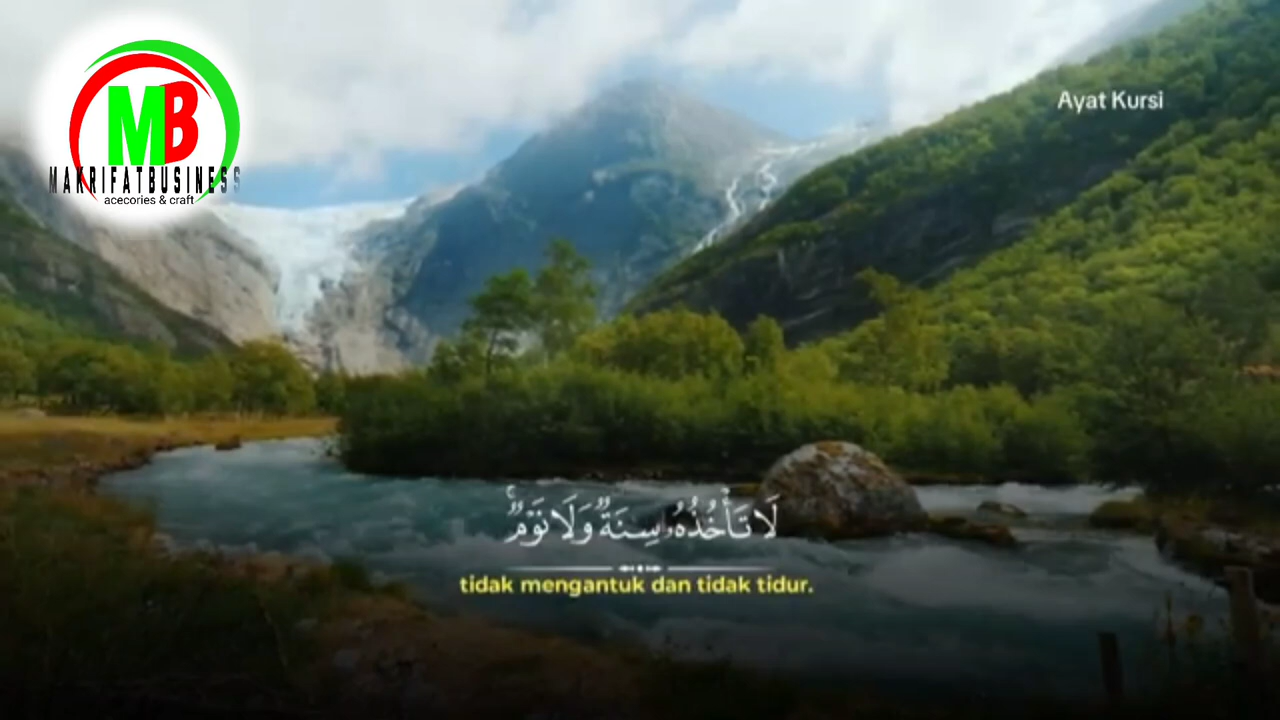 MB
MAKRIFATBUSINESS
acecories & craft
Ayat Kursi
لَا تَأْخُذُهُۥ سِنَةٌ وَلَا نَوْمٌ ۚ
tidak mengantuk dan tidak tidur.